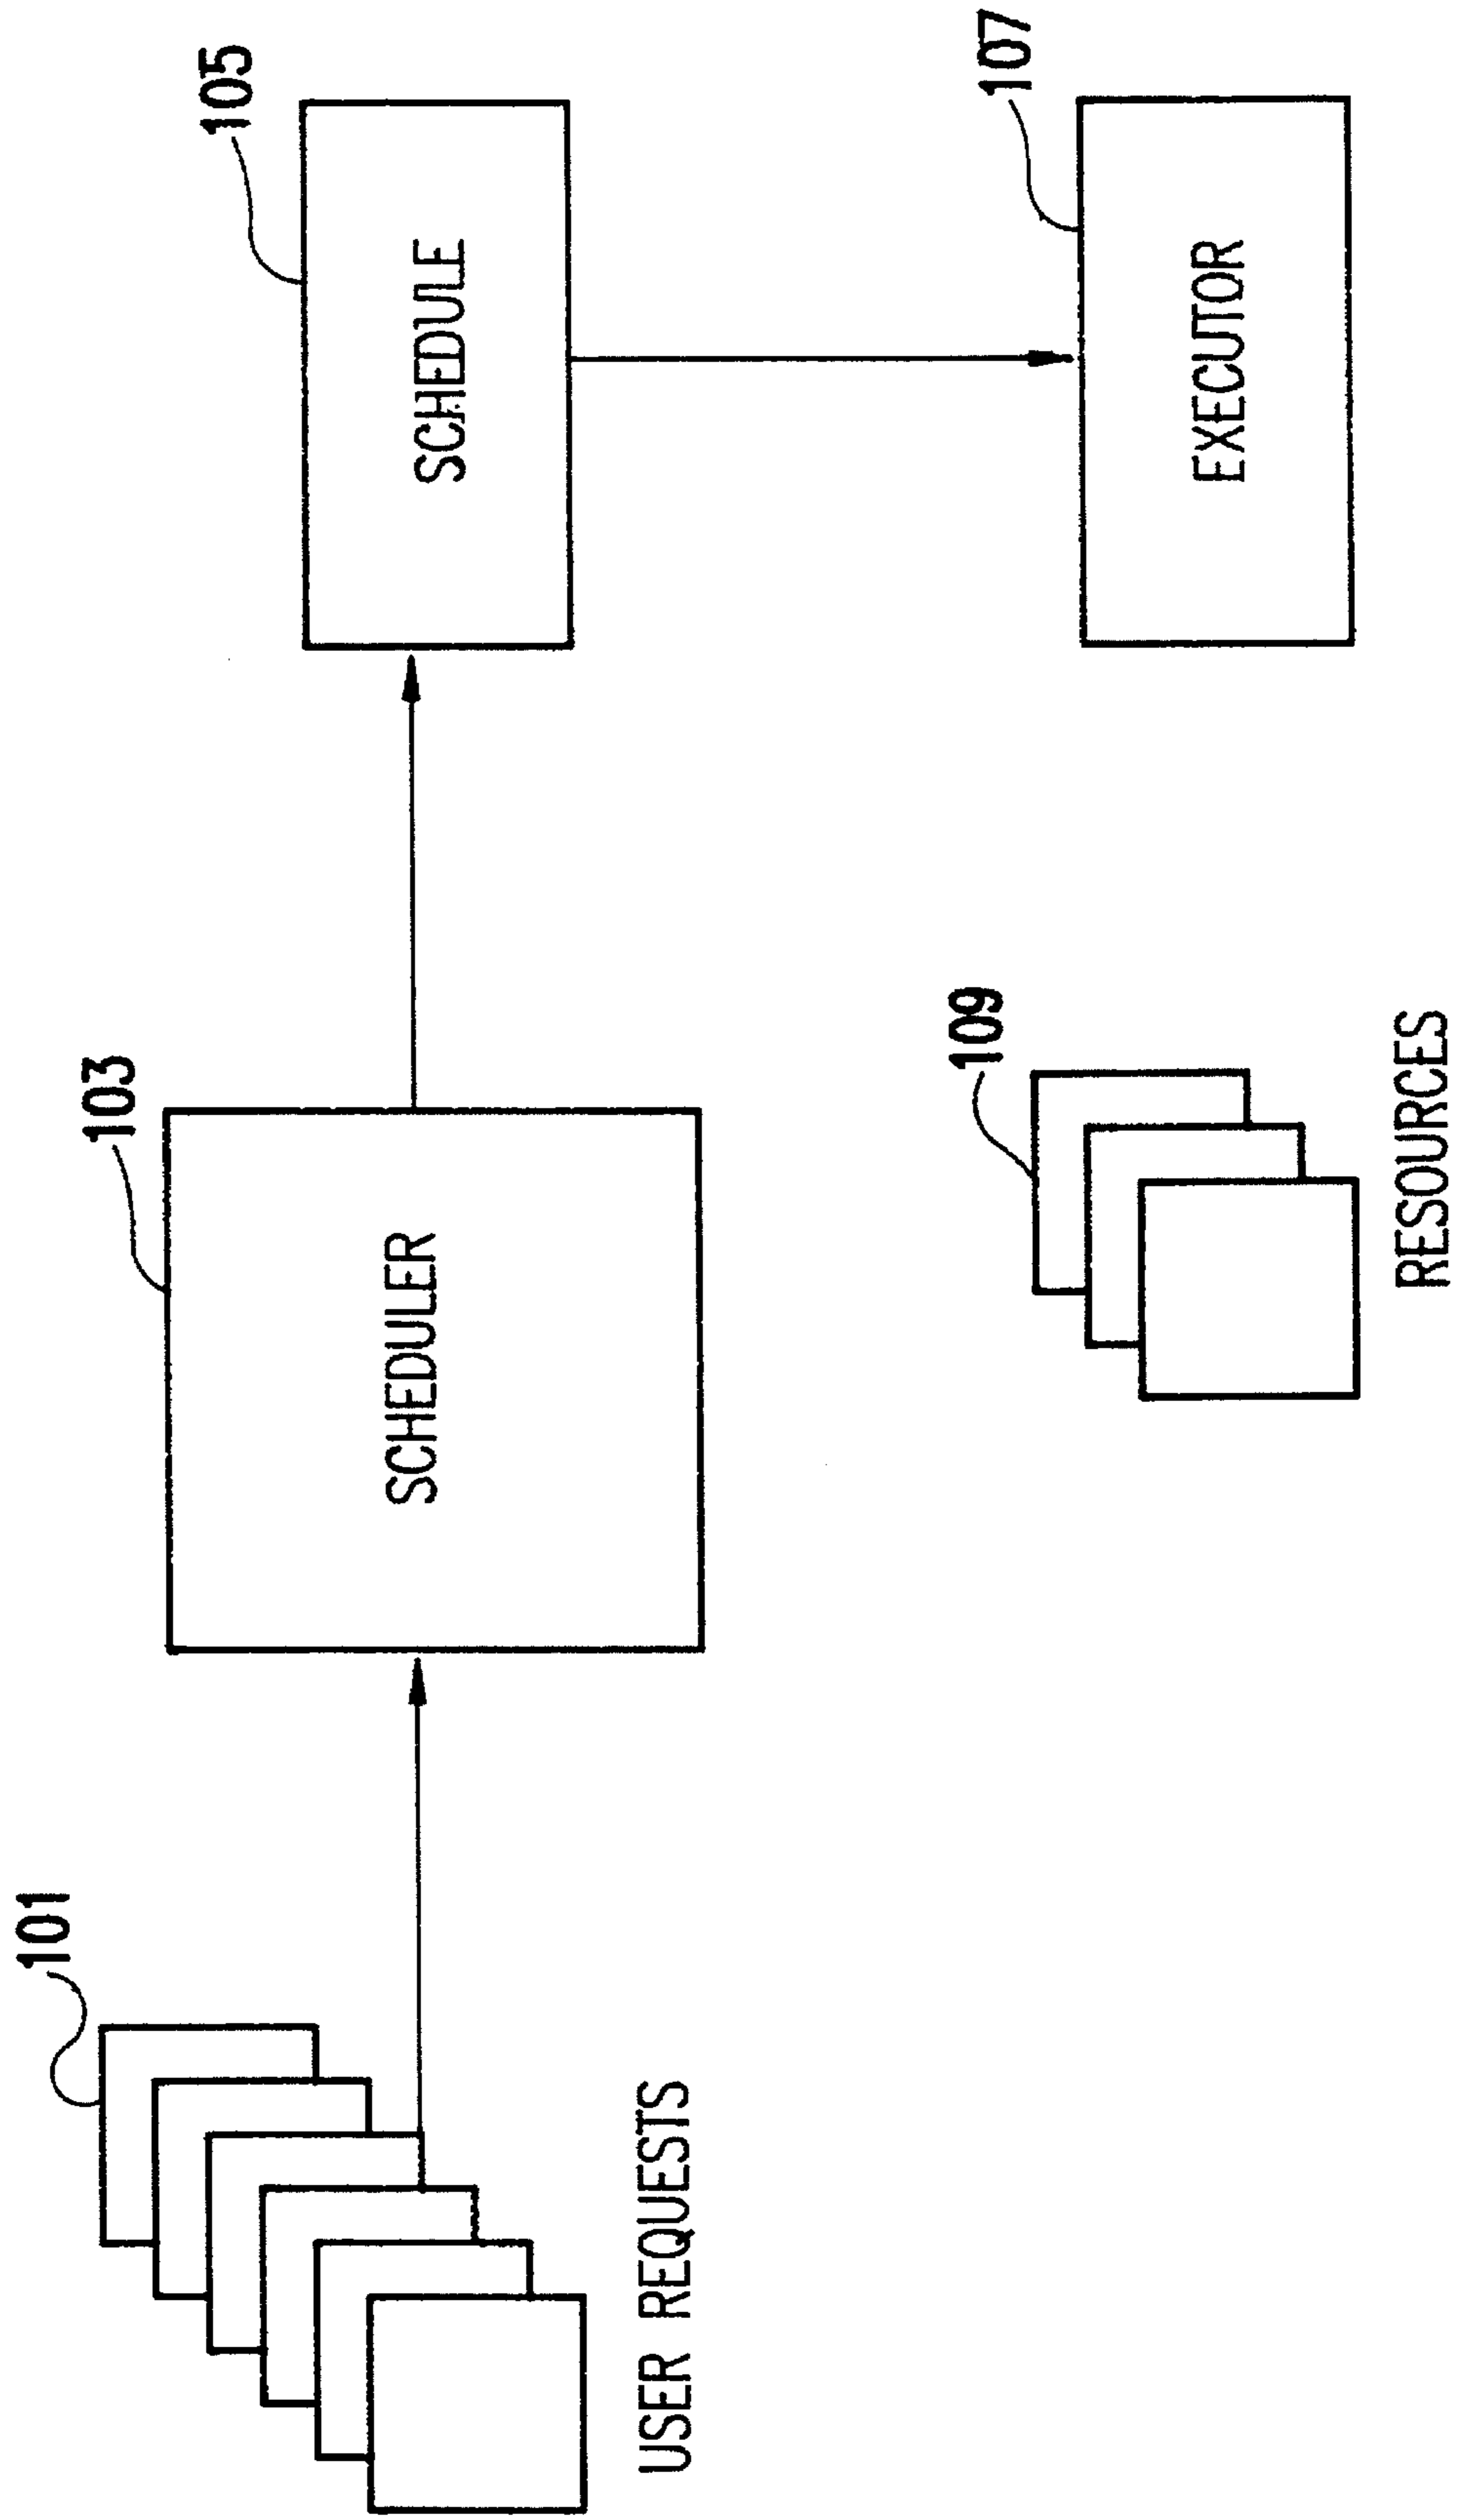 101
USER REQUESTS
103
SCHEDULER
105
SCHEDULE
109
RESOURCES
107
EXECUTOR